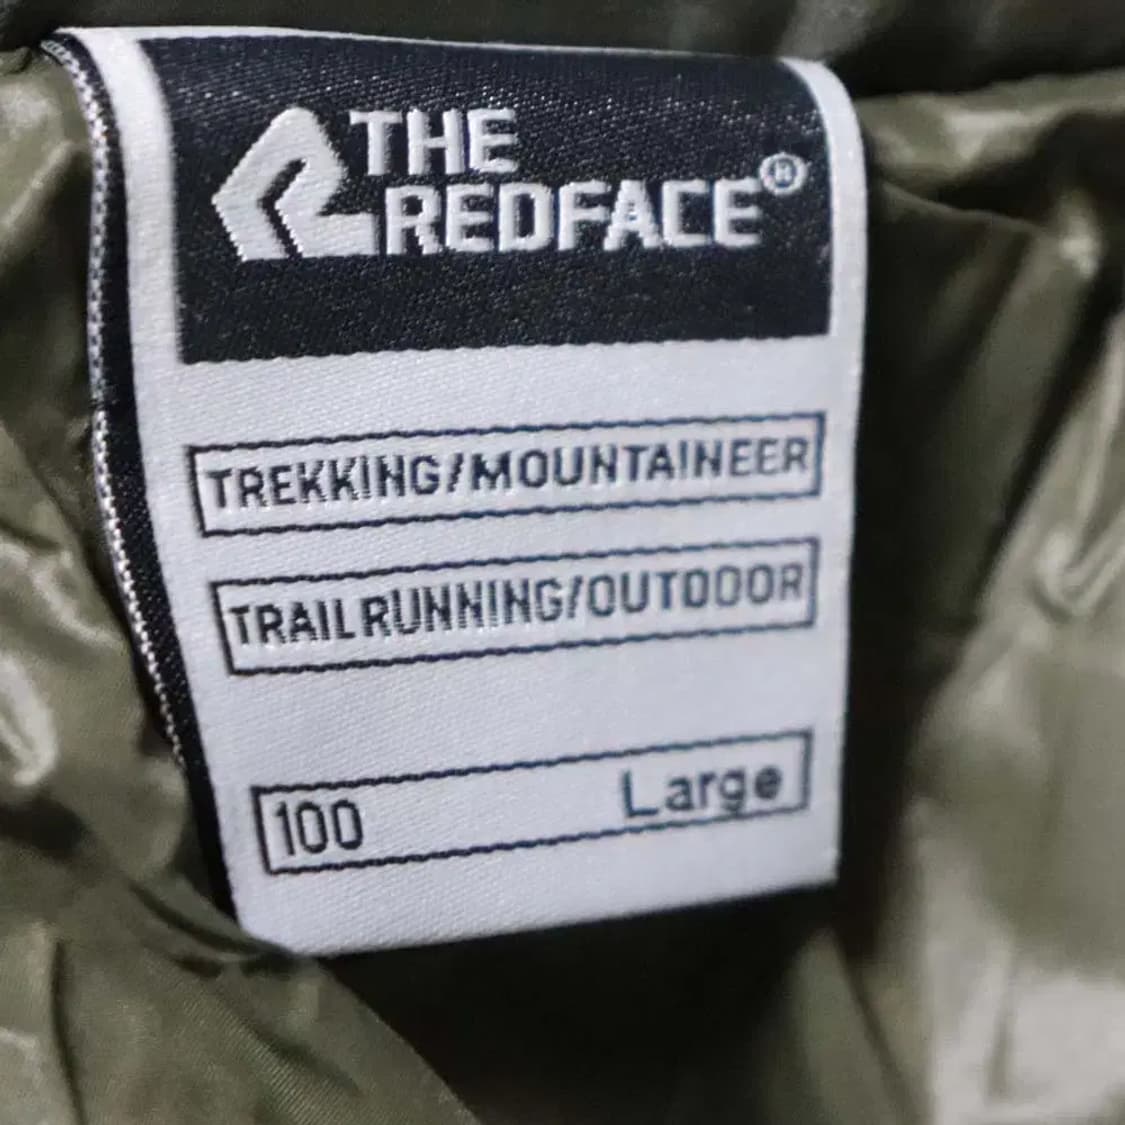 THE
REDFACE®
TREKKING/MOUNTAINEER
TRAILRUNNING/OUTDOOR
100 Large